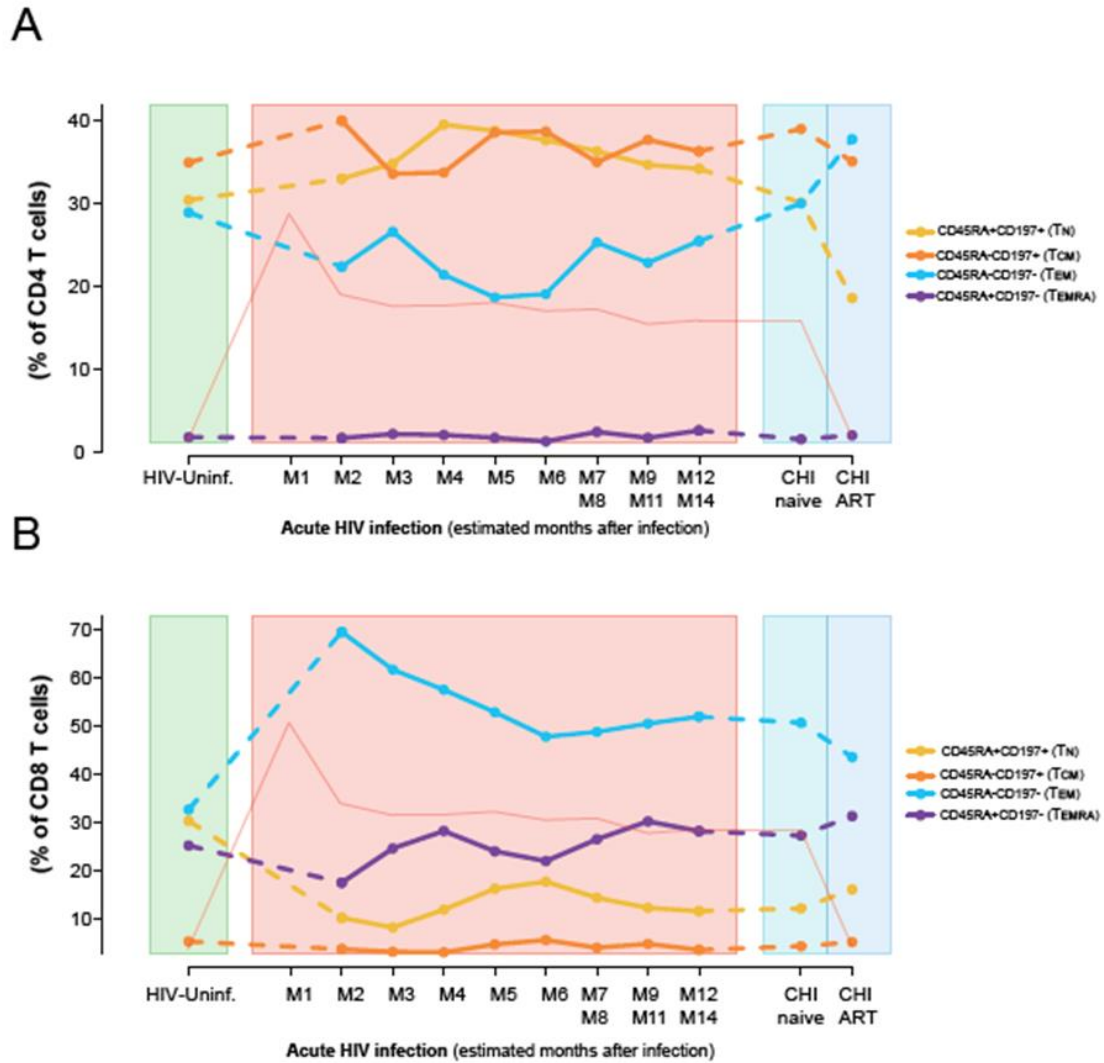 A
(% of CD4 T cells)
40
30
20
10
0
HIV-Uninf. M1 M2 M3 M4 M5 M6 M7 M9 M12 CHI CHI
M8 M11 M14 naive ART
Acute HIV infection (estimated months after infection)
CD45RA+CD197+ (TN)
CD45RA-CD197+ (TCM)
CD45RA-CD197- (TEM)
CD45RA+CD197- (TEMRA)
B
(% of CD8 T cells)
70
60
50
40
30
20
10
HIV-Uninf. M1 M2 M3 M4 M5 M6 M7 M9 M12 CHI CHI
M8 M11 M14 naive ART
Acute HIV infection (estimated months after infection)
CD45RA+CD197+ (TN)
CD45RA-CD197+ (TCM)
CD45RA-CD197- (TEM)
CD45RA+CD197- (TEMRA)